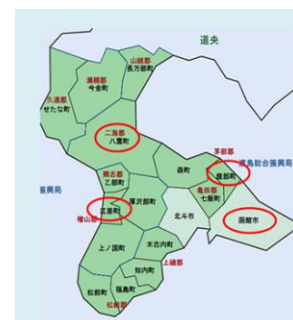 道央
山越郡
長万部町
瀬棚郡
今金町
久遠郡
せたな町
二海郡
八雲町
茅部郡
渡島総合振興局
森町
鹿部町
爾志郡
乙部町
亀田郡
七飯町
振興局
厚沢部町
江差町
檜山郡
北斗市
函館市
上ノ国町
木古内町
上磯郡
知内町
福島町
松前町
松前郡